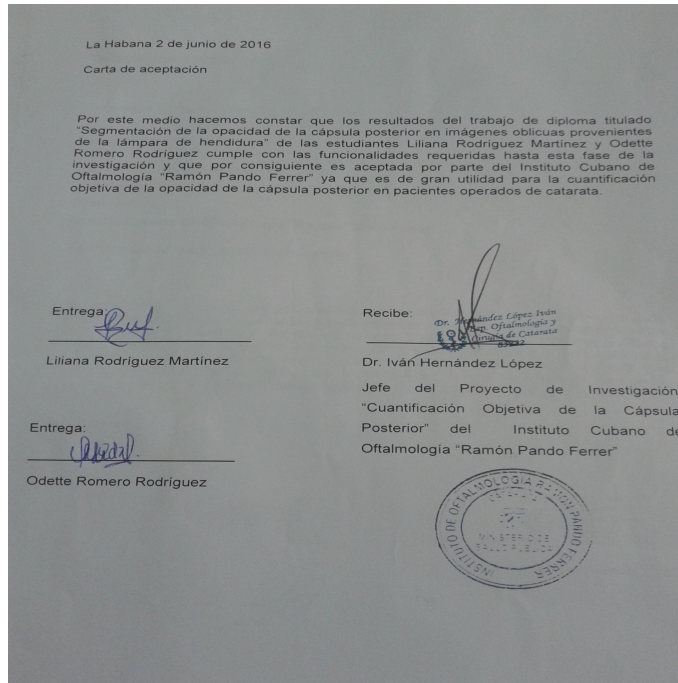 La Habana 2 de junio de 2016
Carta de aceptación
Por este medio hacemos constar que los resultados del trabajo de diploma titulado
“Segmentación de la opacidad de la cápsula posterior en imágenes oblicuas provenientes
de la lámpara de hendidura” de las estudiantes Liliana Rodríguez Martínez y Odette
Romero Rodríguez cumple con las funcionalidades requeridas hasta esta fase de la
investigación y que por consiguiente es aceptada por parte del Instituto Cubano de
Oftalmología “Ramón Pando Ferrer” ya que es de gran utilidad para la cuantificación
objetiva de la opacidad de la cápsula posterior en pacientes operados de catarata.
Entrega:
Liliana Rodríguez Martínez
Entrega:
Odette Romero Rodríguez
Recibe:
Dr. Hernández López Iván
Esp. Oftalmología y
Cirugía de Catarata
Dr. Iván Hernández López
Jefe del Proyecto de Investigación
“Cuantificación Objetiva de la Cápsula
Posterior” del Instituto Cubano de
Oftalmología “Ramón Pando Ferrer”
INSTITUTO DE OFTALMOLOGIA RAMON PANDO FERRER
MINISTERIO DE
SALUD PUBLICA